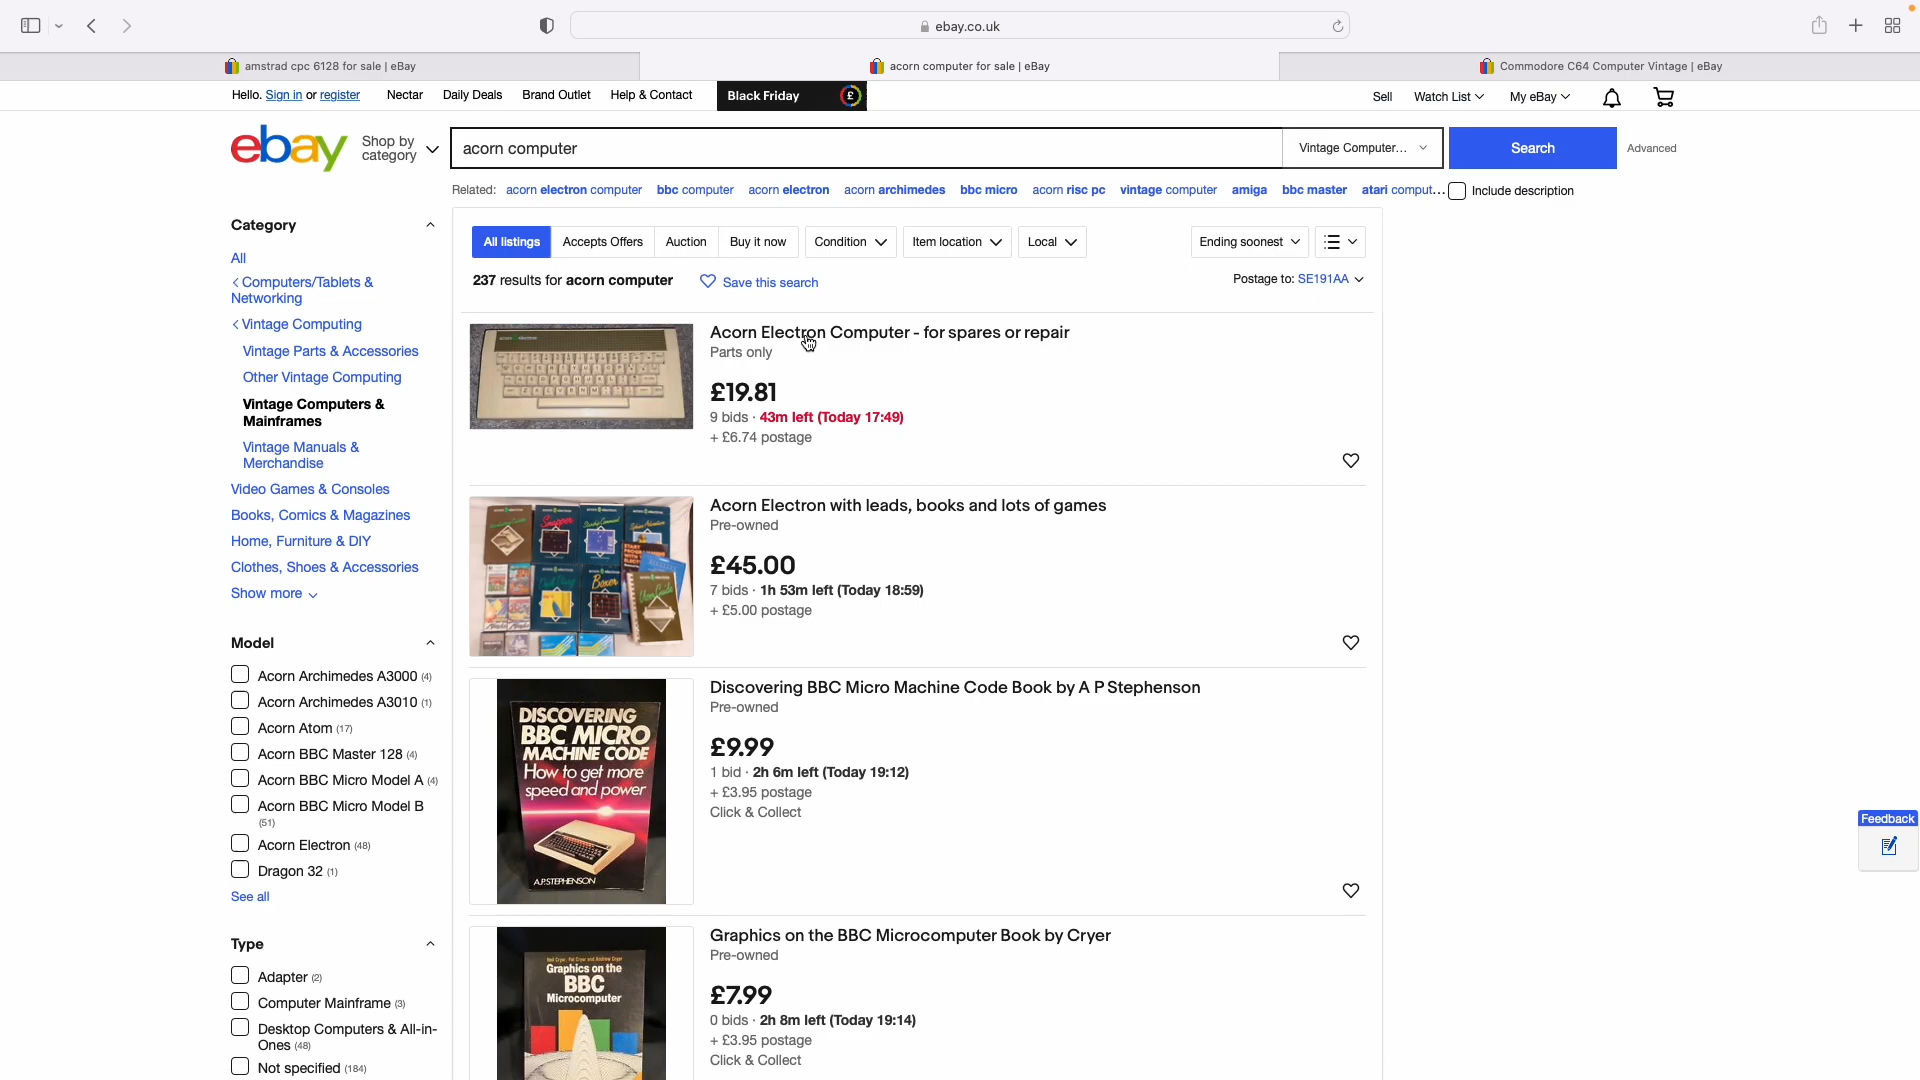 ebay.co.uk
amstrad cpc 6128 for sale | eBay
acorn computer for sale | eBay
Commodore C64 Computer Vintage | eBay
Hello. Sign in or register
Nectar
Daily Deals
Brand Outlet
Help & Contact
Black Friday £
Sell
Watch List
My eBay
ebay
Shop by
category
acorn computer
Vintage Computer...
Search
Advanced
Related: acorn electron computer bbc computer acorn electron acorn archimedes bbc micro acorn risc pc vintage computer amiga bbc master atari comput...
Include description
Category
All
< Computers/Tablets &
Networking
< Vintage Computing
Vintage Parts & Accessories
Other Vintage Computing
Vintage Computers &
Mainframes
Vintage Manuals &
Merchandise
Video Games & Consoles
Books, Comics & Magazines
Home, Furniture & DIY
Clothes, Shoes & Accessories
Show more
Model
Acorn Archimedes A3000 (4)
Acorn Archimedes A3010 (1)
Acorn Atom (17)
Acorn BBC Master 128 (4)
Acorn BBC Micro Model A (4)
Acorn BBC Micro Model B
(51)
Acorn Electron (48)
Dragon 32 (1)
See all
Type
Adapter (2)
Computer Mainframe (3)
Desktop Computers & All-in-
Ones (48)
Not specified (184)
All listings
Accepts Offers
Auction
Buy it now
Condition
Item location
Local
Ending soonest
237 results for acorn computer
Save this search
Postage to: SE191AA
Acorn Electron Computer - for spares or repair
Parts only
£19.81
9 bids · 43m left (Today 17:49)
+ £6.74 postage
Acorn Electron with leads, books and lots of games
Pre-owned
£45.00
7 bids · 1h 53m left (Today 18:59)
+ £5.00 postage
Snapper
Boxer
User Guide
Discovering BBC Micro Machine Code Book by A P Stephenson
Pre-owned
£9.99
1 bid · 2h 6m left (Today 19:12)
+ £3.95 postage
Click & Collect
DISCOVERING
BBC MICRO
MACHINE CODE
How to get more
speed and power
A.P. STEPHENSON
Graphics on the BBC Microcomputer Book by Cryer
Pre-owned
£7.99
0 bids · 2h 8m left (Today 19:14)
+ £3.95 postage
Click & Collect
Neil Cryer, Pat Cryer and Andrew Cryer
Graphics on the
BBC
Microcomputer
Feedback